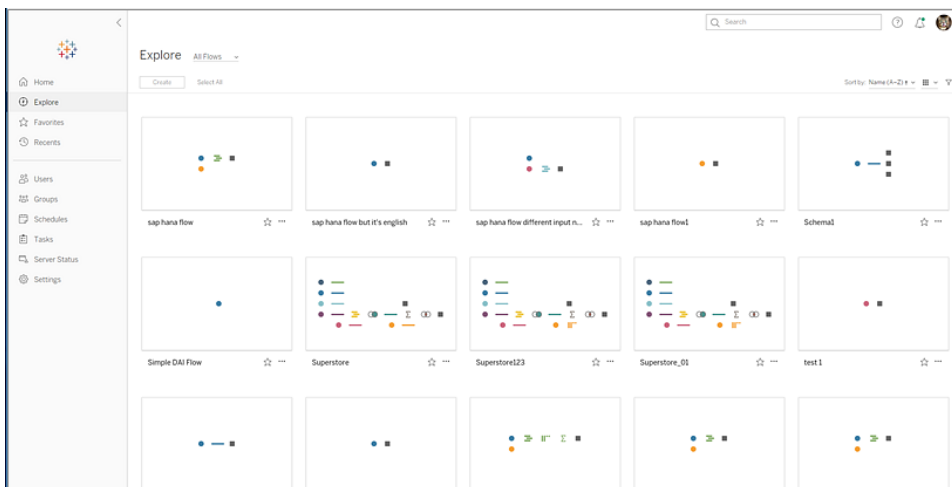 Search
Explore All Flows
Create Select All Sort by: Name (A–Z)
Home
Explore
Favorites
Recents
Users
Groups
Schedules
Tasks
Server Status
Settings
sap hana flow ... sap hana flow but it's english ... sap hana flow different input n... ... sap hana flow1 ... Schema1 ...
Simple DAI Flow ... Superstore ... Superstore123 ... Superstore_01 ... test 1 ...